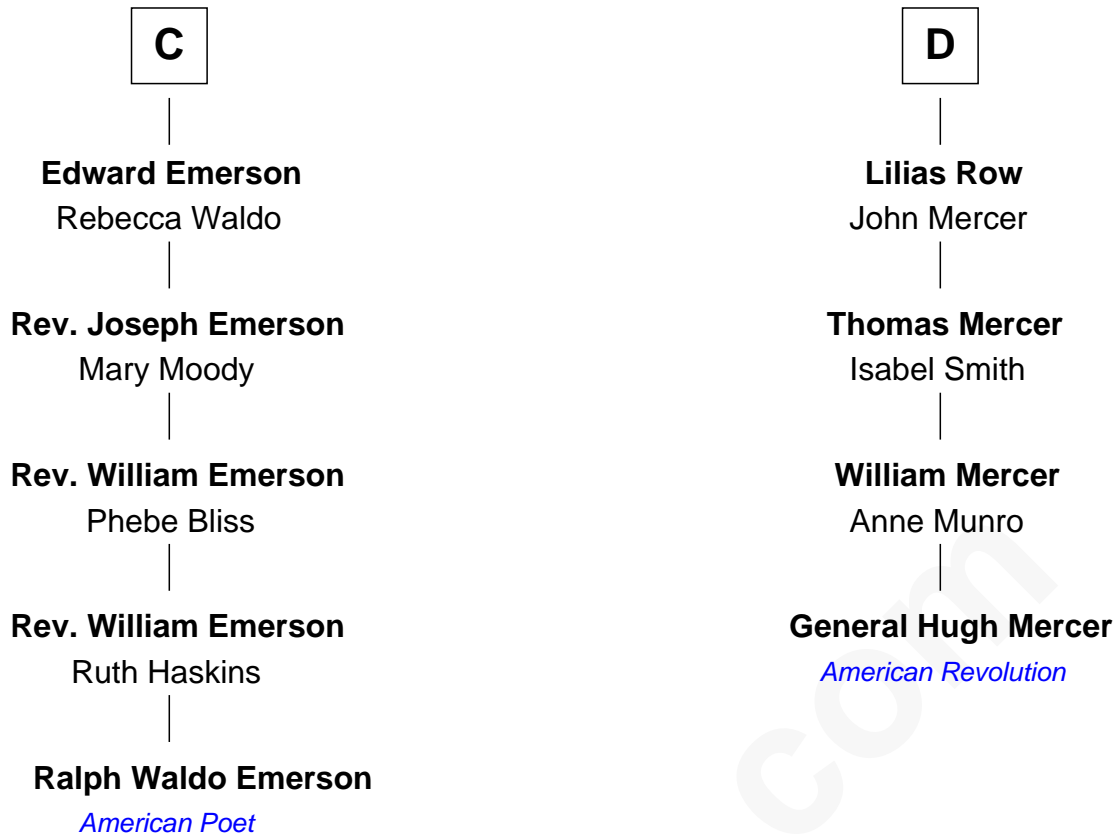 C
Edward Emerson
Rebecca Waldo
Rev. Joseph Emerson
Mary Moody
Rev. William Emerson
Phebe Bliss
Rev. William Emerson
Ruth Haskins
Ralph Waldo Emerson
American Poet
D
Lilias Row
John Mercer
Thomas Mercer
Isabel Smith
William Mercer
Anne Munro
General Hugh Mercer
American Revolution
com